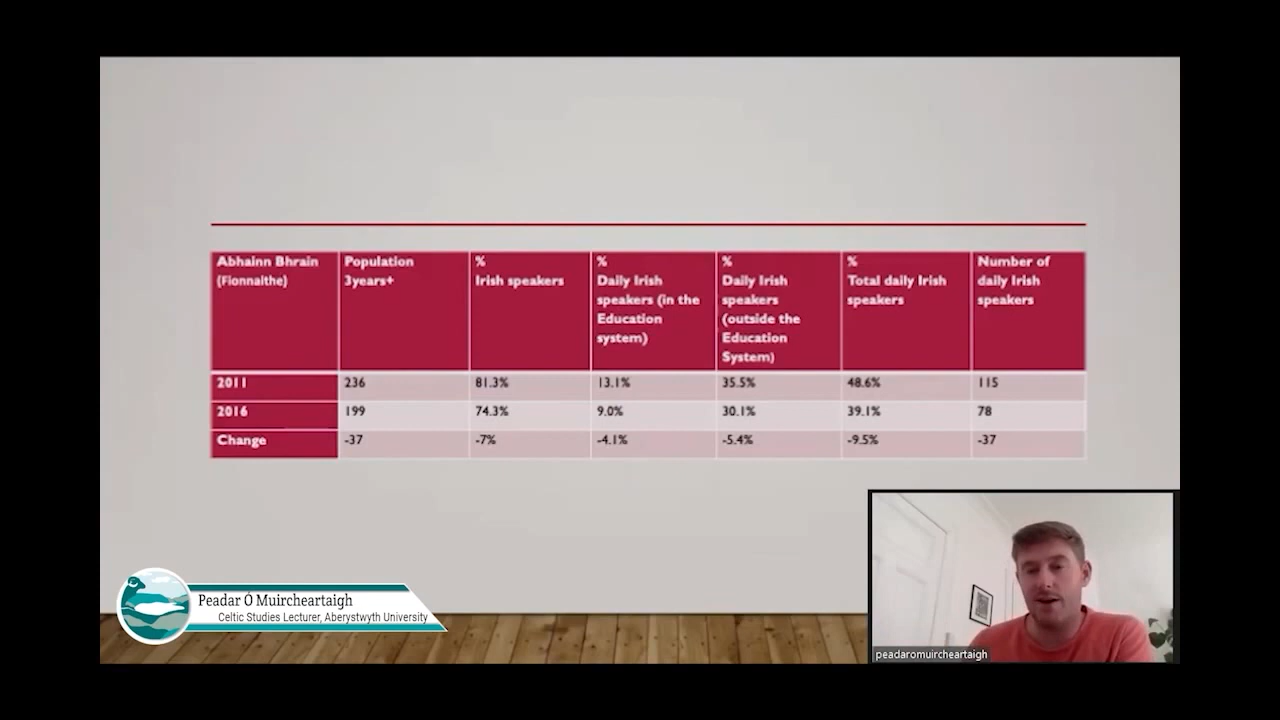 Abhainn Bhrain
(Fionnaithe)
Population
3years+
%
Irish speakers
%
Daily Irish
speakers (in the
Education
system)
%
Daily Irish
speakers
(outside the
Education
System)
%
Total daily Irish
speakers
Number of
daily Irish
speakers
2011 236 81.3% 13.1% 35.5% 48.6% 115
2016 199 74.3% 9.0% 30.1% 39.1% 78
Change -37 -7% -4.1% -5.4% -9.5% -37
Peadar Ó Muircheartaigh
Celtic Studies Lecturer, Aberystwyth University
peadaromuircheartaigh